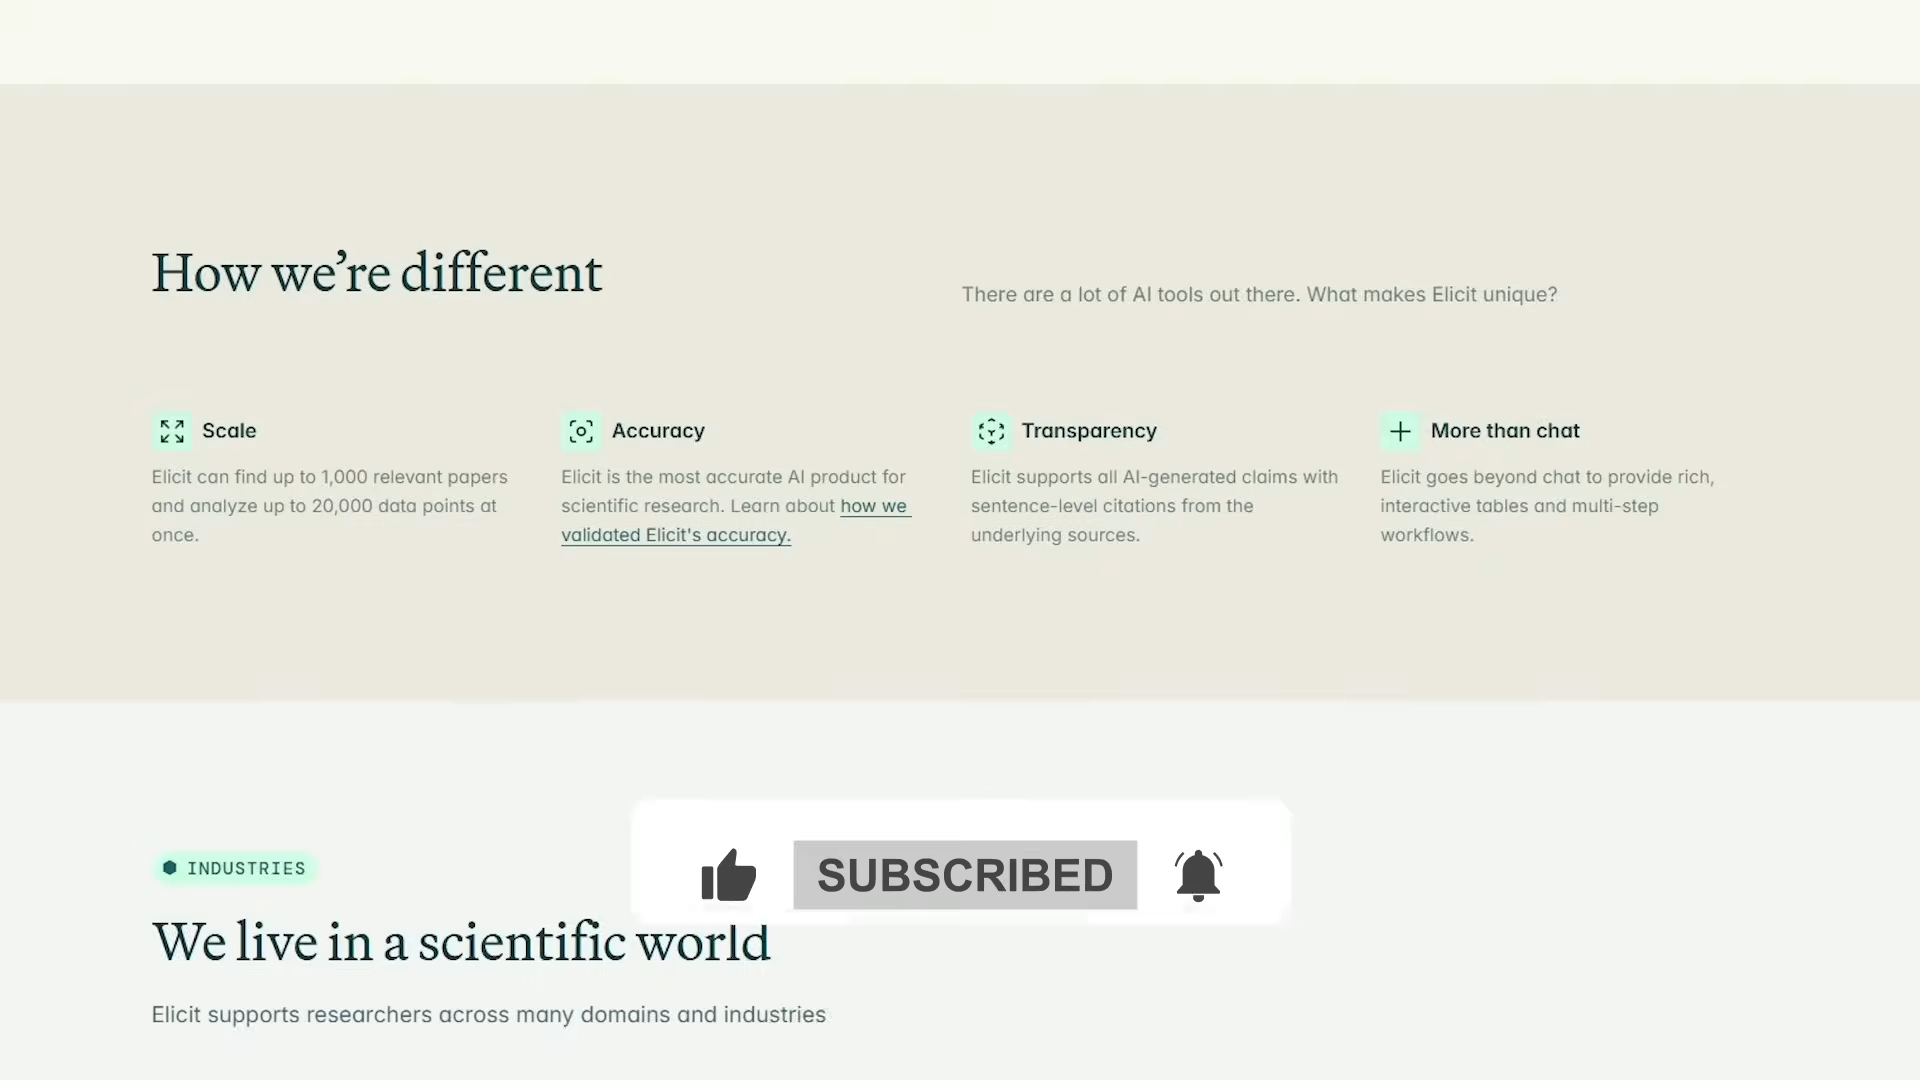 How we’re different
There are a lot of AI tools out there. What makes Elicit unique?
Scale
Elicit can find up to 1,000 relevant papers
and analyze up to 20,000 data points at
once.
Accuracy
Elicit is the most accurate AI product for
scientific research. Learn about how we
validated Elicit's accuracy.
Transparency
Elicit supports all AI-generated claims with
sentence-level citations from the
underlying sources.
More than chat
Elicit goes beyond chat to provide rich,
interactive tables and multi-step
workflows.
INDUSTRIES
SUBSCRIBED
We live in a scientific world
Elicit supports researchers across many domains and industries